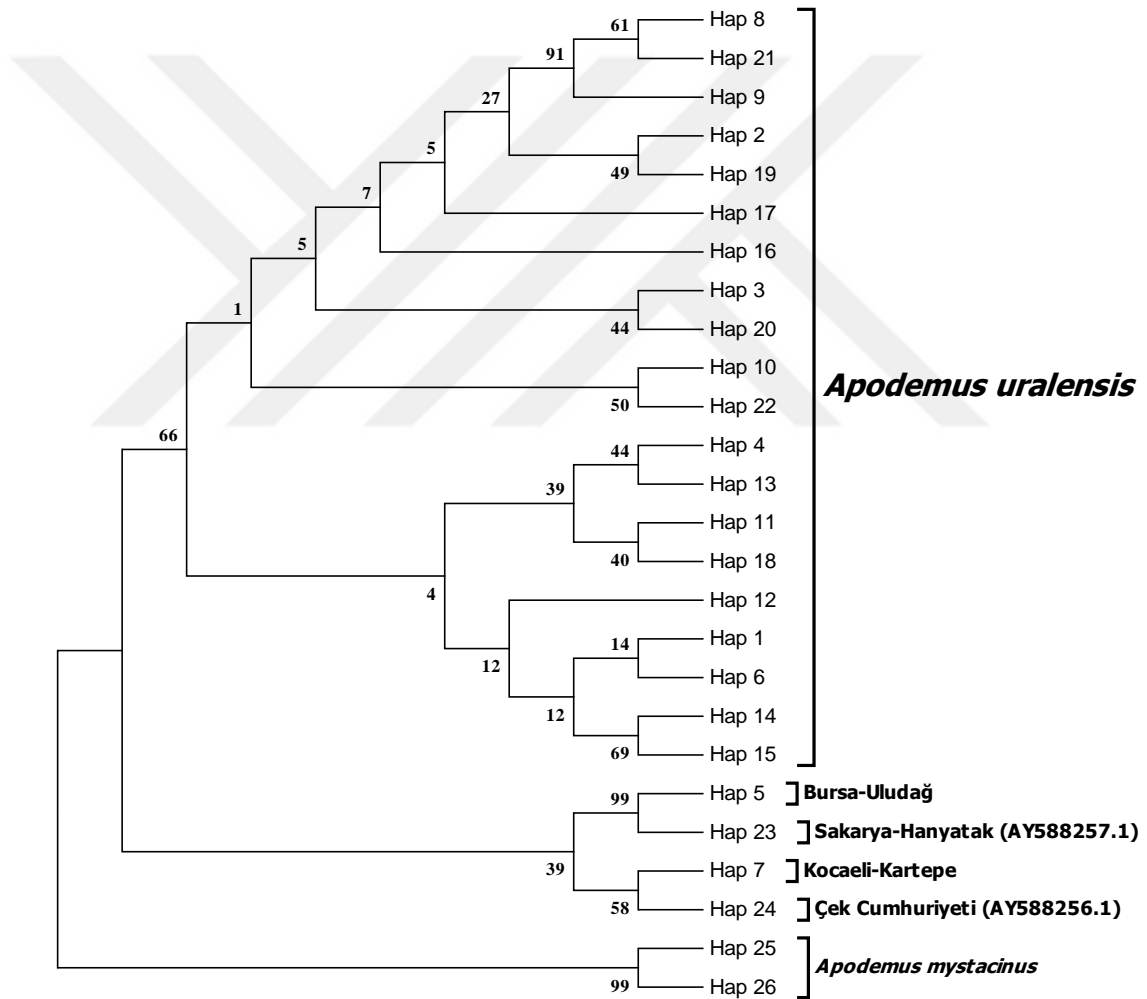 61
Hap 8
Hap 21
91
Hap 9
27
Hap 2
5
49
Hap 19
7
Hap 17
5
Hap 16
Hap 3
1
44
Hap 20
Hap 10
50
Hap 22
Apodemus uralensis
66
44
Hap 4
39
Hap 13
Hap 11
40
Hap 18
4
Hap 12
14
Hap 1
12
Hap 6
12
Hap 14
69
Hap 15
99
Hap 5
Bursa-Uludağ
Hap 23
Sakarya-Hanyatak (AY588257.1)
39
Hap 7
Kocaeli-Kartepe
58
Hap 24
Çek Cumhuriyeti (AY588256.1)
Hap 25
Apodemus mystacinus
99
Hap 26